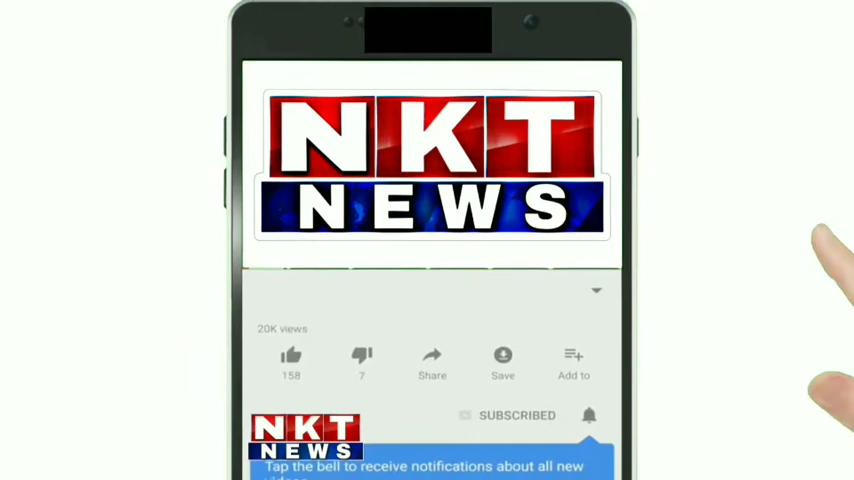 NKT
NEWS
20K views
158
7
Share
Save
Add to
SUBSCRIBED
NKT
NEWS
Tap the bell to receive notifications about all new